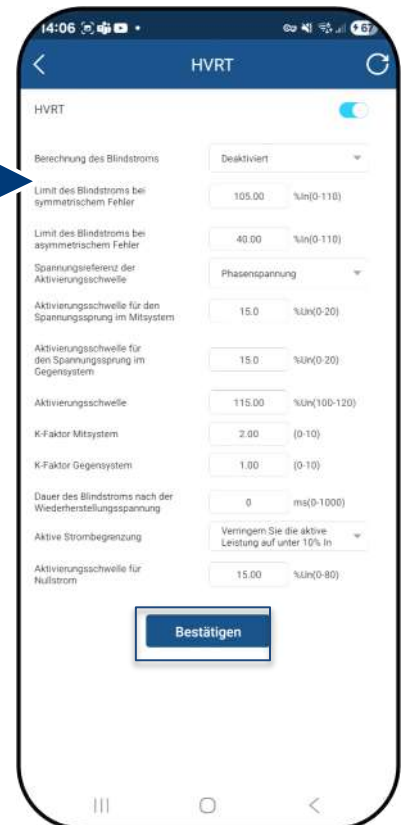 14:06
67
HVRT
HVRT
Berechnung des Blindstroms
Deaktiviert
Limit des Blindstroms bei
symmetrischem Fehler
105.00 %In(0-110)
Limit des Blindstroms bei
asymmetrischem Fehler
40.00 %In(0-110)
Spannungsreferenz der
Aktivierungsschwelle
Phasenspannung
Aktivierungsschwelle für den
Spannungssprung im Mitsystem
15.0 %Un(0-20)
Aktivierungsschwelle für
den Spannungssprung im
Gegensystem
15.0 %Un(0-20)
Aktivierungsschwelle
115.00 %Un(100-120)
K-Faktor Mitsystem
2.00 (0-10)
K-Faktor Gegensystem
1.00 (0-10)
Dauer des Blindstroms nach der
Wiederherstellungsspannung
0 ms(0-1000)
Aktive Strombegrenzung
Verringern Sie die aktive
Leistung auf unter 10% In
Aktivierungsschwelle für
Nullstrom
15.00 %Un(0-80)
Bestätigen